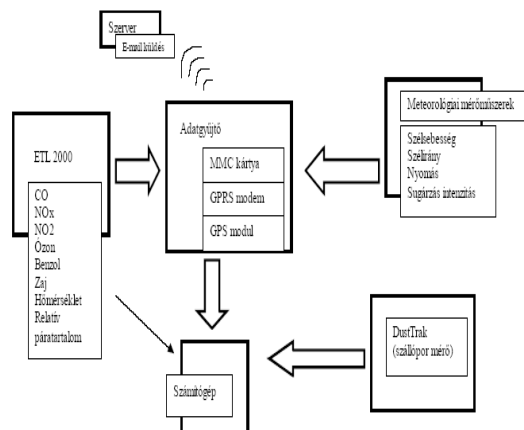 Szerver
E-mail küldés
Meteorológiai mérőműszerek
Adatgyűjtő
Szélsebesség
Szélirány
Nyomás
Sugárzás intenzitás
ETL 2000
MMC kártya
GPRS modem
GPS modul
CO
NOx
NO2
Ózon
Benzol
Zaj
Hőmérséklet
Relatív
páratartalom
DustTrak
(szállópor mérő)
Számítógép